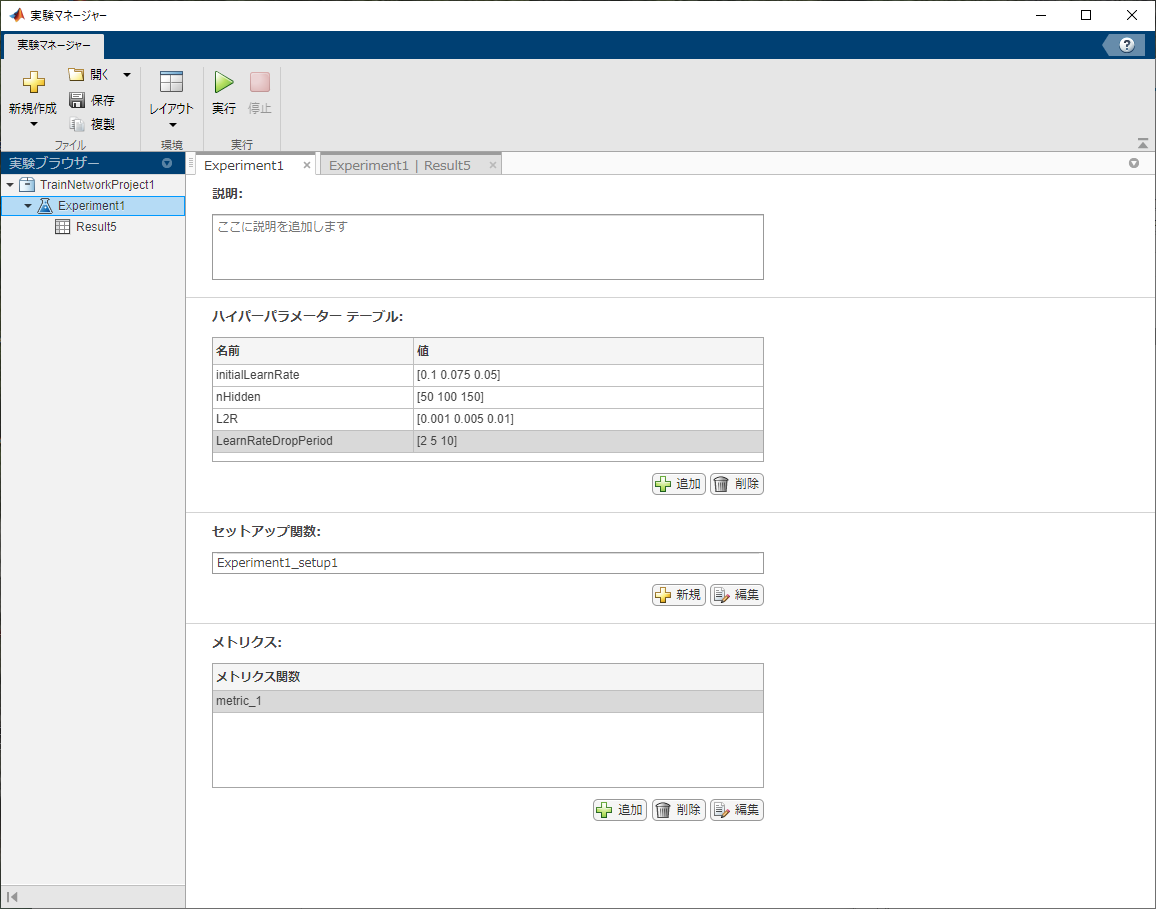 実験マネージャー
実験マネージャー
?
新規作成
開く
保存
複製
ファイル
レイアウト
環境
実行
停止
実行
実験ブラウザー
TrainNetworkProject1
Experiment1
Result5
Experiment1 ×
Experiment1 | Result5 ×
説明:
ここに説明を追加します
ハイパーパラメーター テーブル:
名前 値
initialLearnRate [0.1 0.075 0.05]
nHidden [50 100 150]
L2R [0.001 0.005 0.01]
LearnRateDropPeriod [2 5 10]
追加 削除
セットアップ関数:
Experiment1_setup1
新規 編集
メトリクス:
メトリクス関数
metric_1
追加 削除 編集